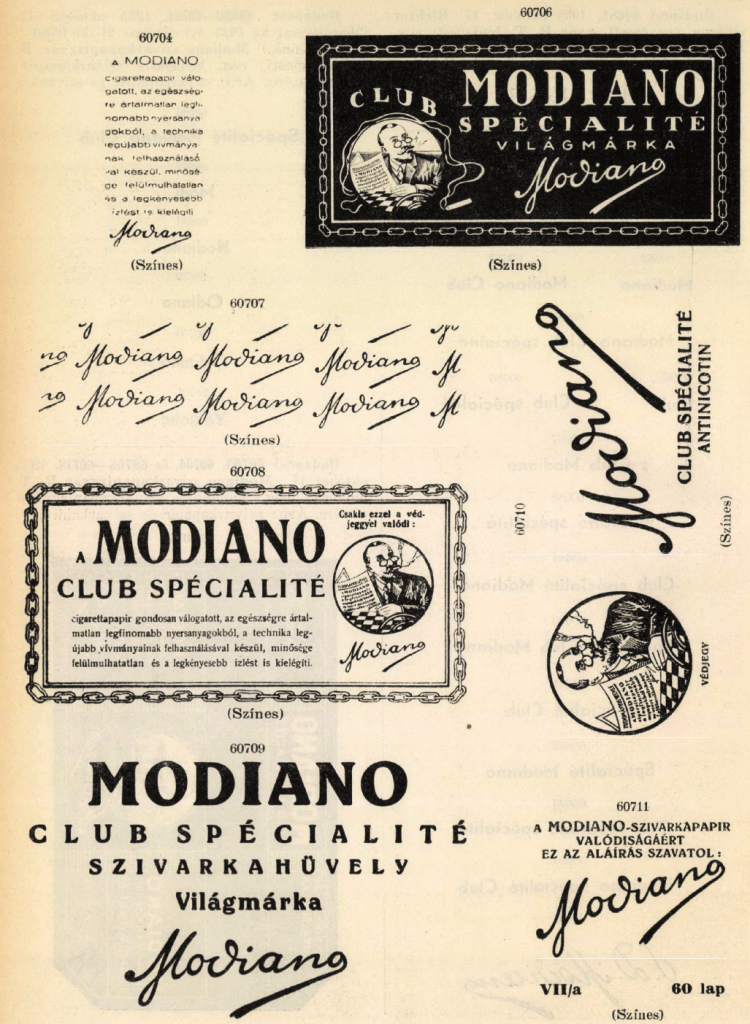 60704
A MODIANO
cigarettapapir válo-
gatott, az egészség-
re ártalmatlan legfi-
nomabb nyersanya-
gokból, a technika
legújabb vívmánya-
nak felhasználásá-
val készül, minősé-
ge felülmulhatatlan
és a legkényesebb
izlést is kielégiti
Modiano
(Színes)
60706
CLUB
MODIANO
SPÉCIALITÉ
VILÁGMÁRKA
Modiano
(Színes)
60707
Modiano Modiano Modiano
Modiano Modiano Modiano
(Színes)
60710
Modiano
CLUB SPÉCIALITÉ
ANTINICOTIN
VÉDJEGY
(Színes)
60708
A MODIANO
CLUB SPÉCIALITÉ
cigarettapapir gondosan válogatott, az egészségre ártal-
matlan legfinomabb nyersanyagokból, a technika leg-
újabb vívmányainak felhasználásával készül, minősége
felülmulhatatlan és a legkényesebb izlést is kielégiti.
Csakis ezzel a véd-
jeggyel valódi:
Modiano
(Színes)
60709
MODIANO
CLUB SPÉCIALITÉ
SZIVARKAHÜVELY
Világmárka
Modiano
60711
A MODIANO-SZIVARKAPAPIR
VALÓDISÁGÁÉRT
EZ AZ ALÁÍRÁS SZAVATOL:
Modiano
VII/a 60 lap
(Színes)